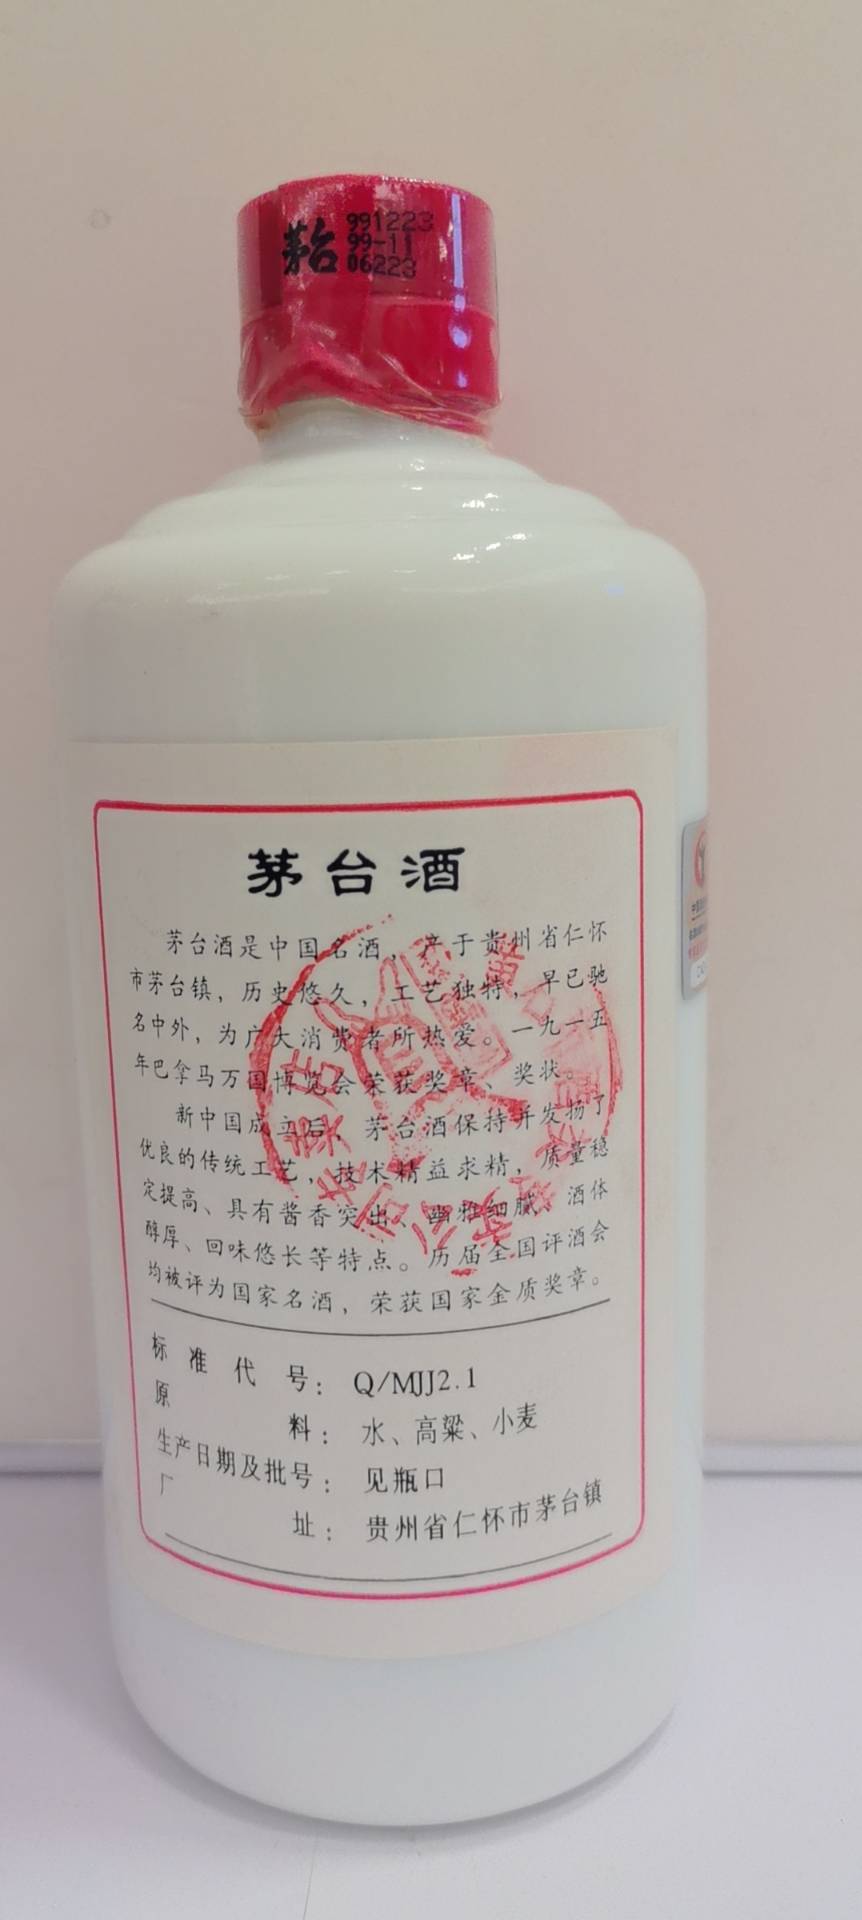 茅台
991223
99-11
06223
茅台酒
茅台酒是中国名酒，产于贵州省仁怀
市茅台镇，历史悠久，工艺独特，早已驰
名中外，为广大消费者所热爱。一九一五
年巴拿马万国博览会荣获奖章、奖状。
新中国成立后，茅台酒保持并发扬了
优良的传统工艺，技术精益求精，质量稳
定提高、具有酱香突出、幽雅细腻、酒体
醇厚、回味悠长等特点。历届全国评酒会
均被评为国家名酒，荣获国家金质奖章。
标准代号：Q/MJJ2.1
原料：水、高粱、小麦
生产日期及批号：见瓶口
厂址：贵州省仁怀市茅台镇